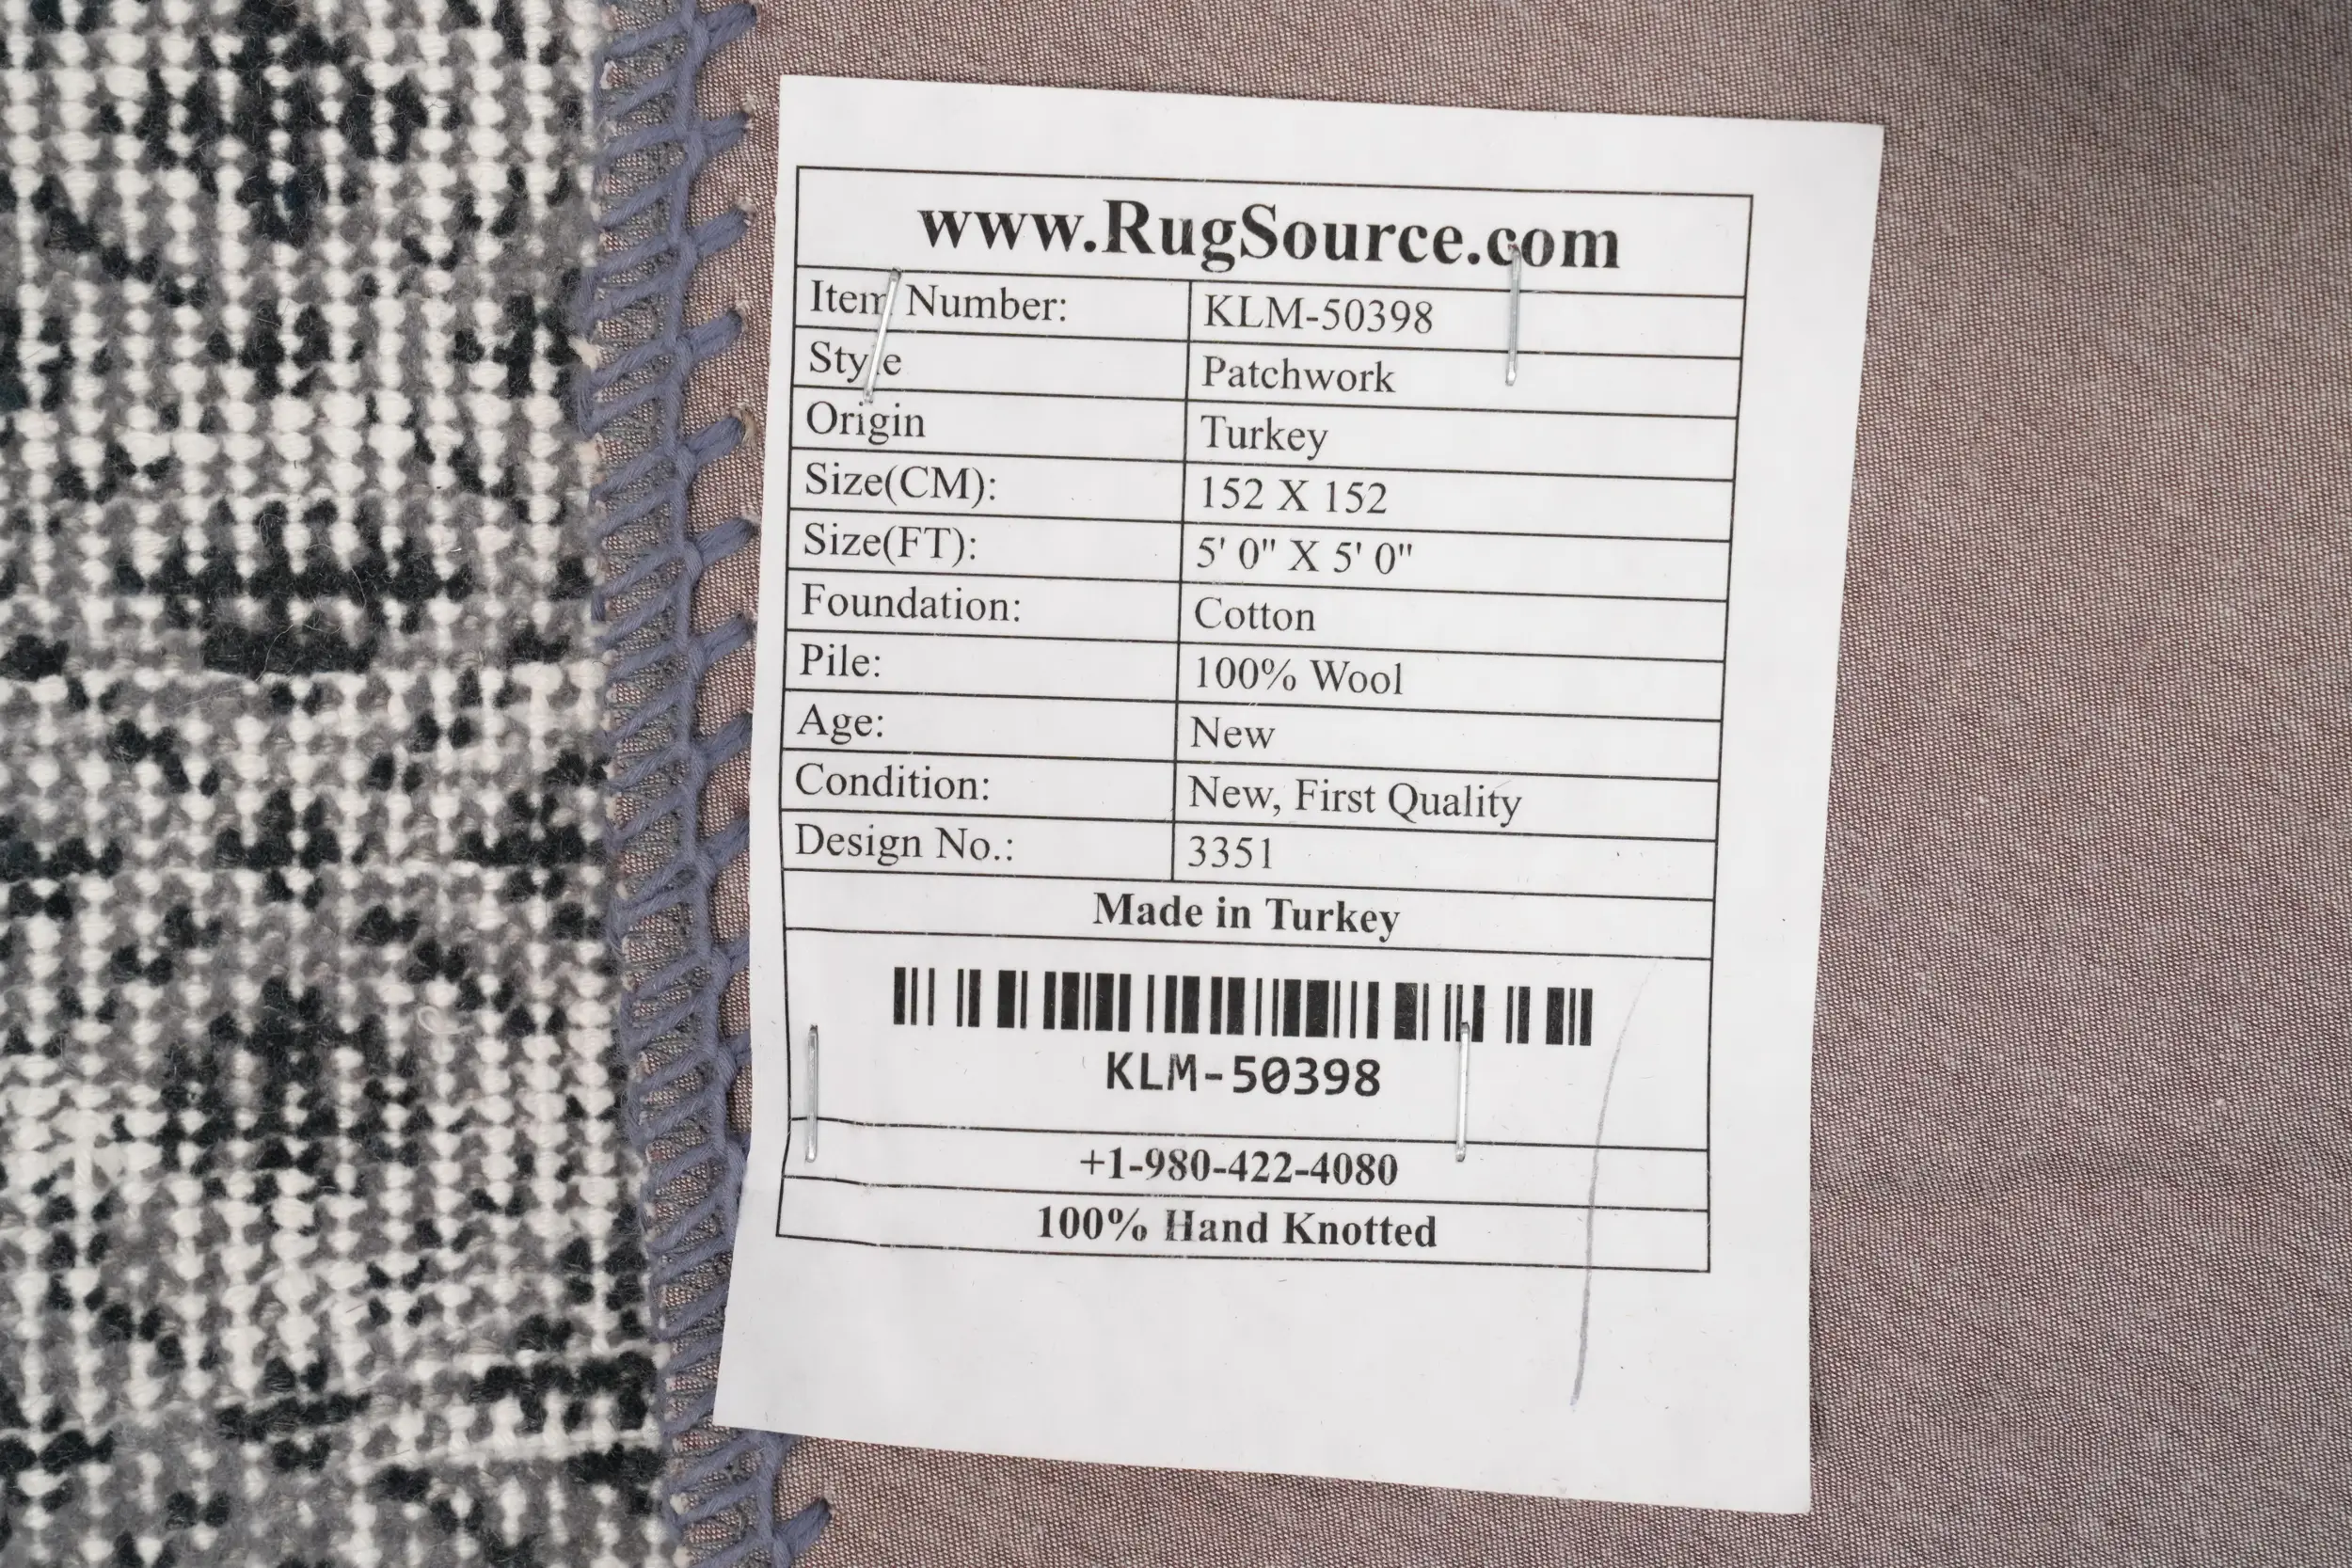 www.RugSource.com
Item Number: KLM-50398
Style Patchwork
Origin Turkey
Size(CM): 152 X 152
Size(FT): 5' 0" X 5' 0"
Foundation: Cotton
Pile: 100% Wool
Age: New
Condition: New, First Quality
Design No.: 3351
Made in Turkey
KLM-50398
+1-980-422-4080
100% Hand Knotted